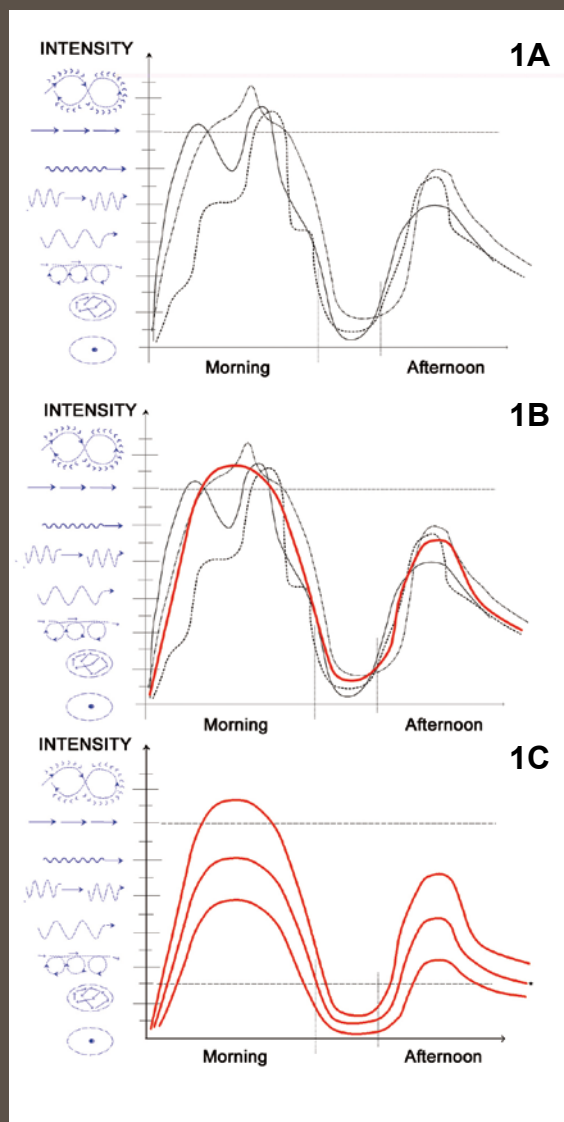 INTENSITY
1A
Morning
Afternoon
INTENSITY
1B
Morning
Afternoon
INTENSITY
1C
*
Morning
Afternoon